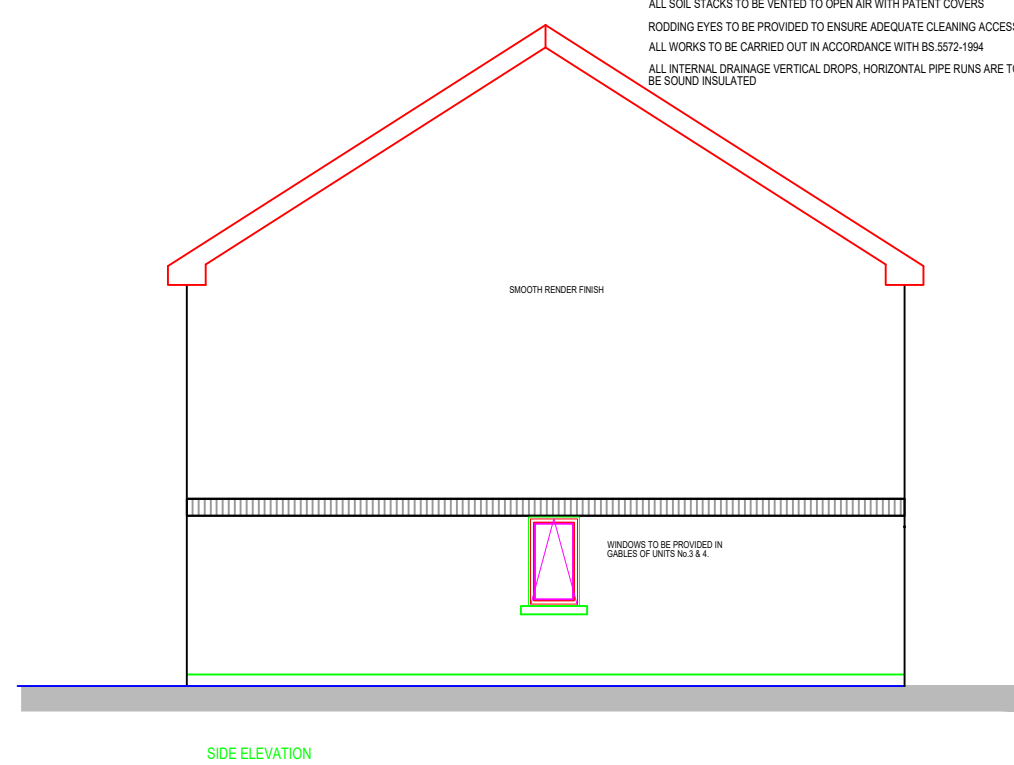 ALL SOIL STACKS TO BE VENTED TO OPEN AIR WITH PATENT COVERS
RODDING EYES TO BE PROVIDED TO ENSURE ADEQUATE CLEANING ACCESS
ALL WORKS TO BE CARRIED OUT IN ACCORDANCE WITH BS.5572-1994
ALL INTERNAL DRAINAGE VERTICAL DROPS, HORIZONTAL PIPE RUNS ARE TO
BE SOUND INSULATED
SMOOTH RENDER FINISH
WINDOWS TO BE PROVIDED IN
GABLES OF UNITS No.3 & 4.
SIDE ELEVATION